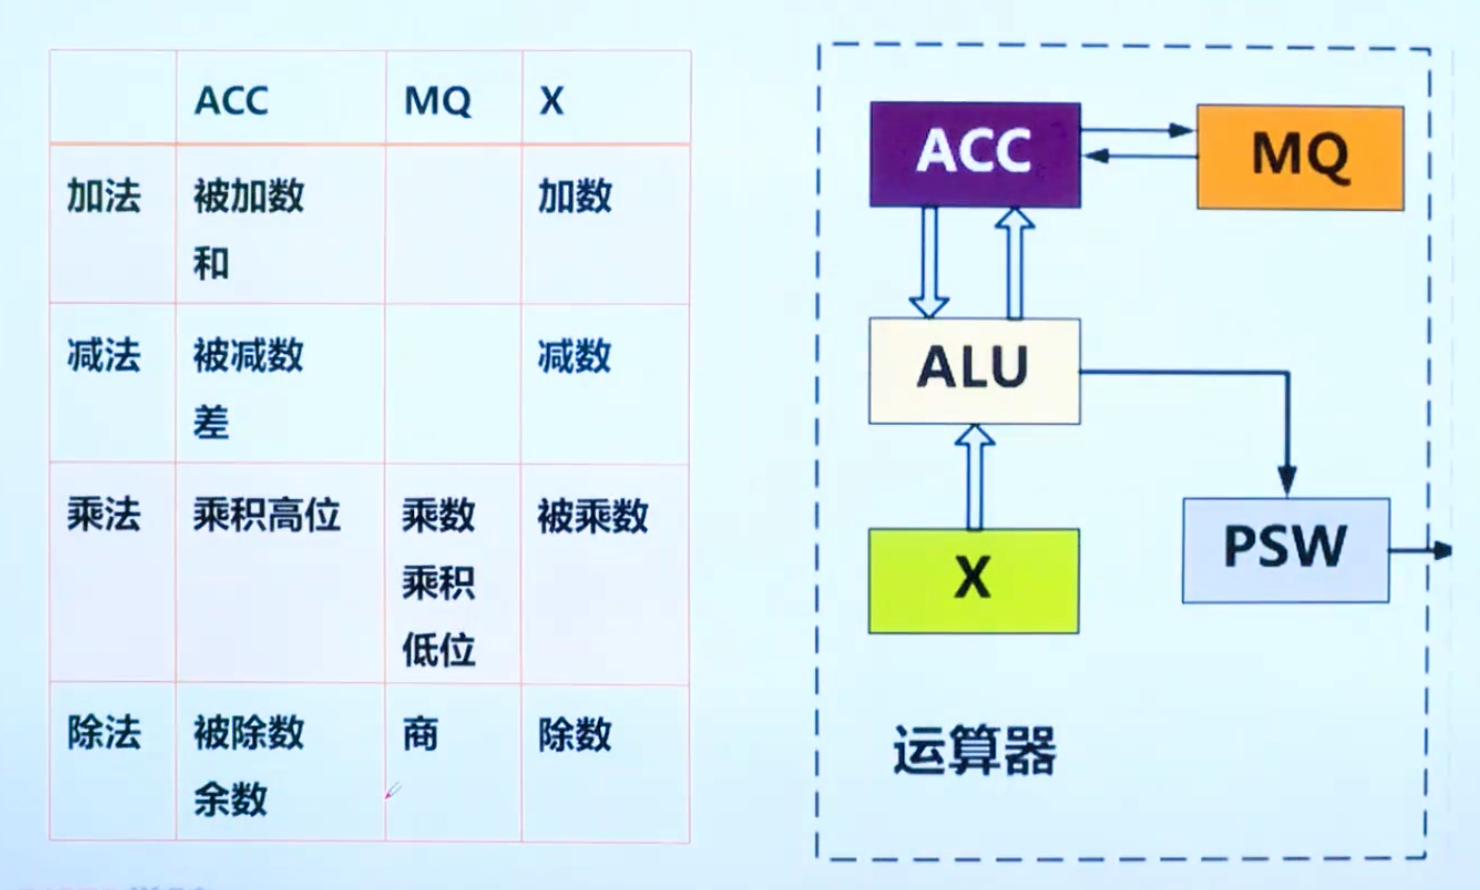 ACC MQ X
加法 被加数 加数
和
减法 被减数 减数
差
乘法 乘积高位 乘数 被乘数
乘积
低位
除法 被除数 商 除数
余数
ACC
MQ
ALU
X
PSW
运算器